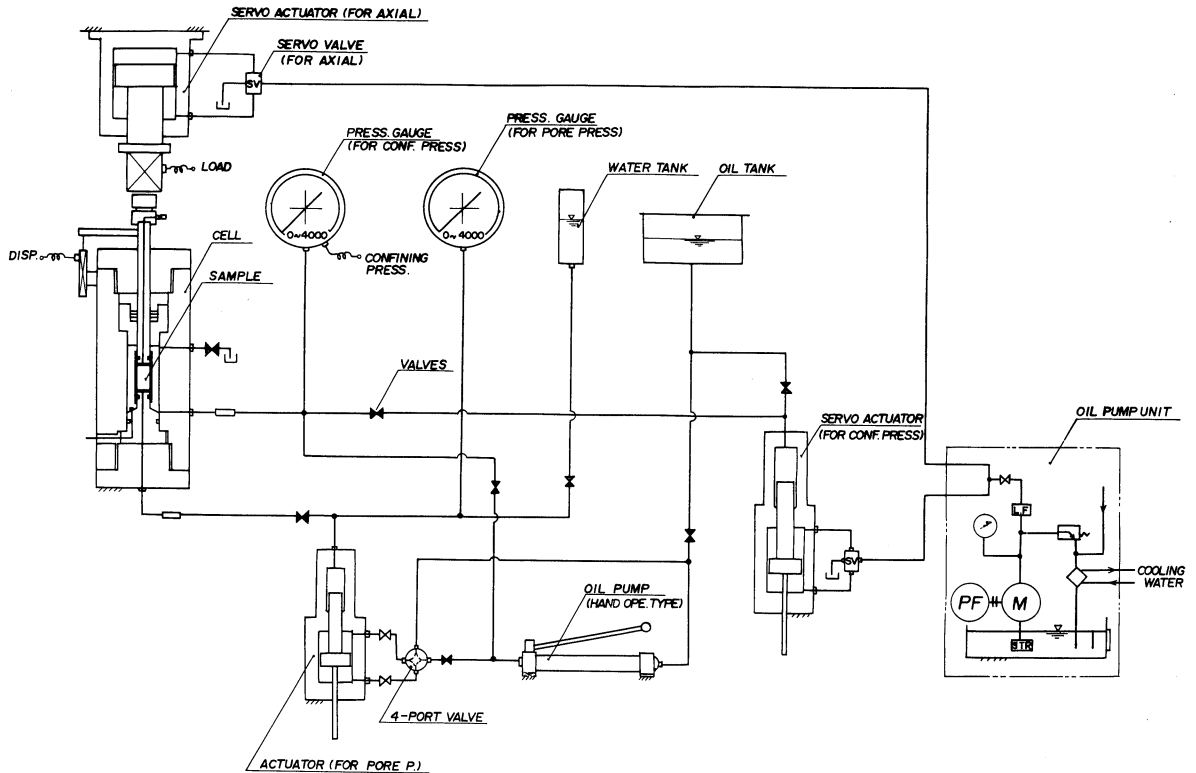 SERVO ACTUATOR (FOR AXIAL)
SERVO VALVE
(FOR AXIAL)
SV
PRESS. GAUGE
(FOR CONF. PRESS)
PRESS. GAUGE
(FOR PORE PRESS)
WATER TANK
OIL TANK
LOAD
0~4000
0~4000
DISP.
CELL
CONFINING
PRESS.
SAMPLE
VALVES
SERVO ACTUATOR
(FOR CONF. PRESS)
OIL PUMP UNIT
LF
SV
COOLING
WATER
OIL PUMP
(HAND OPE. TYPE)
PF
M
STR
4-PORT VALVE
ACTUATOR (FOR PORE P.)